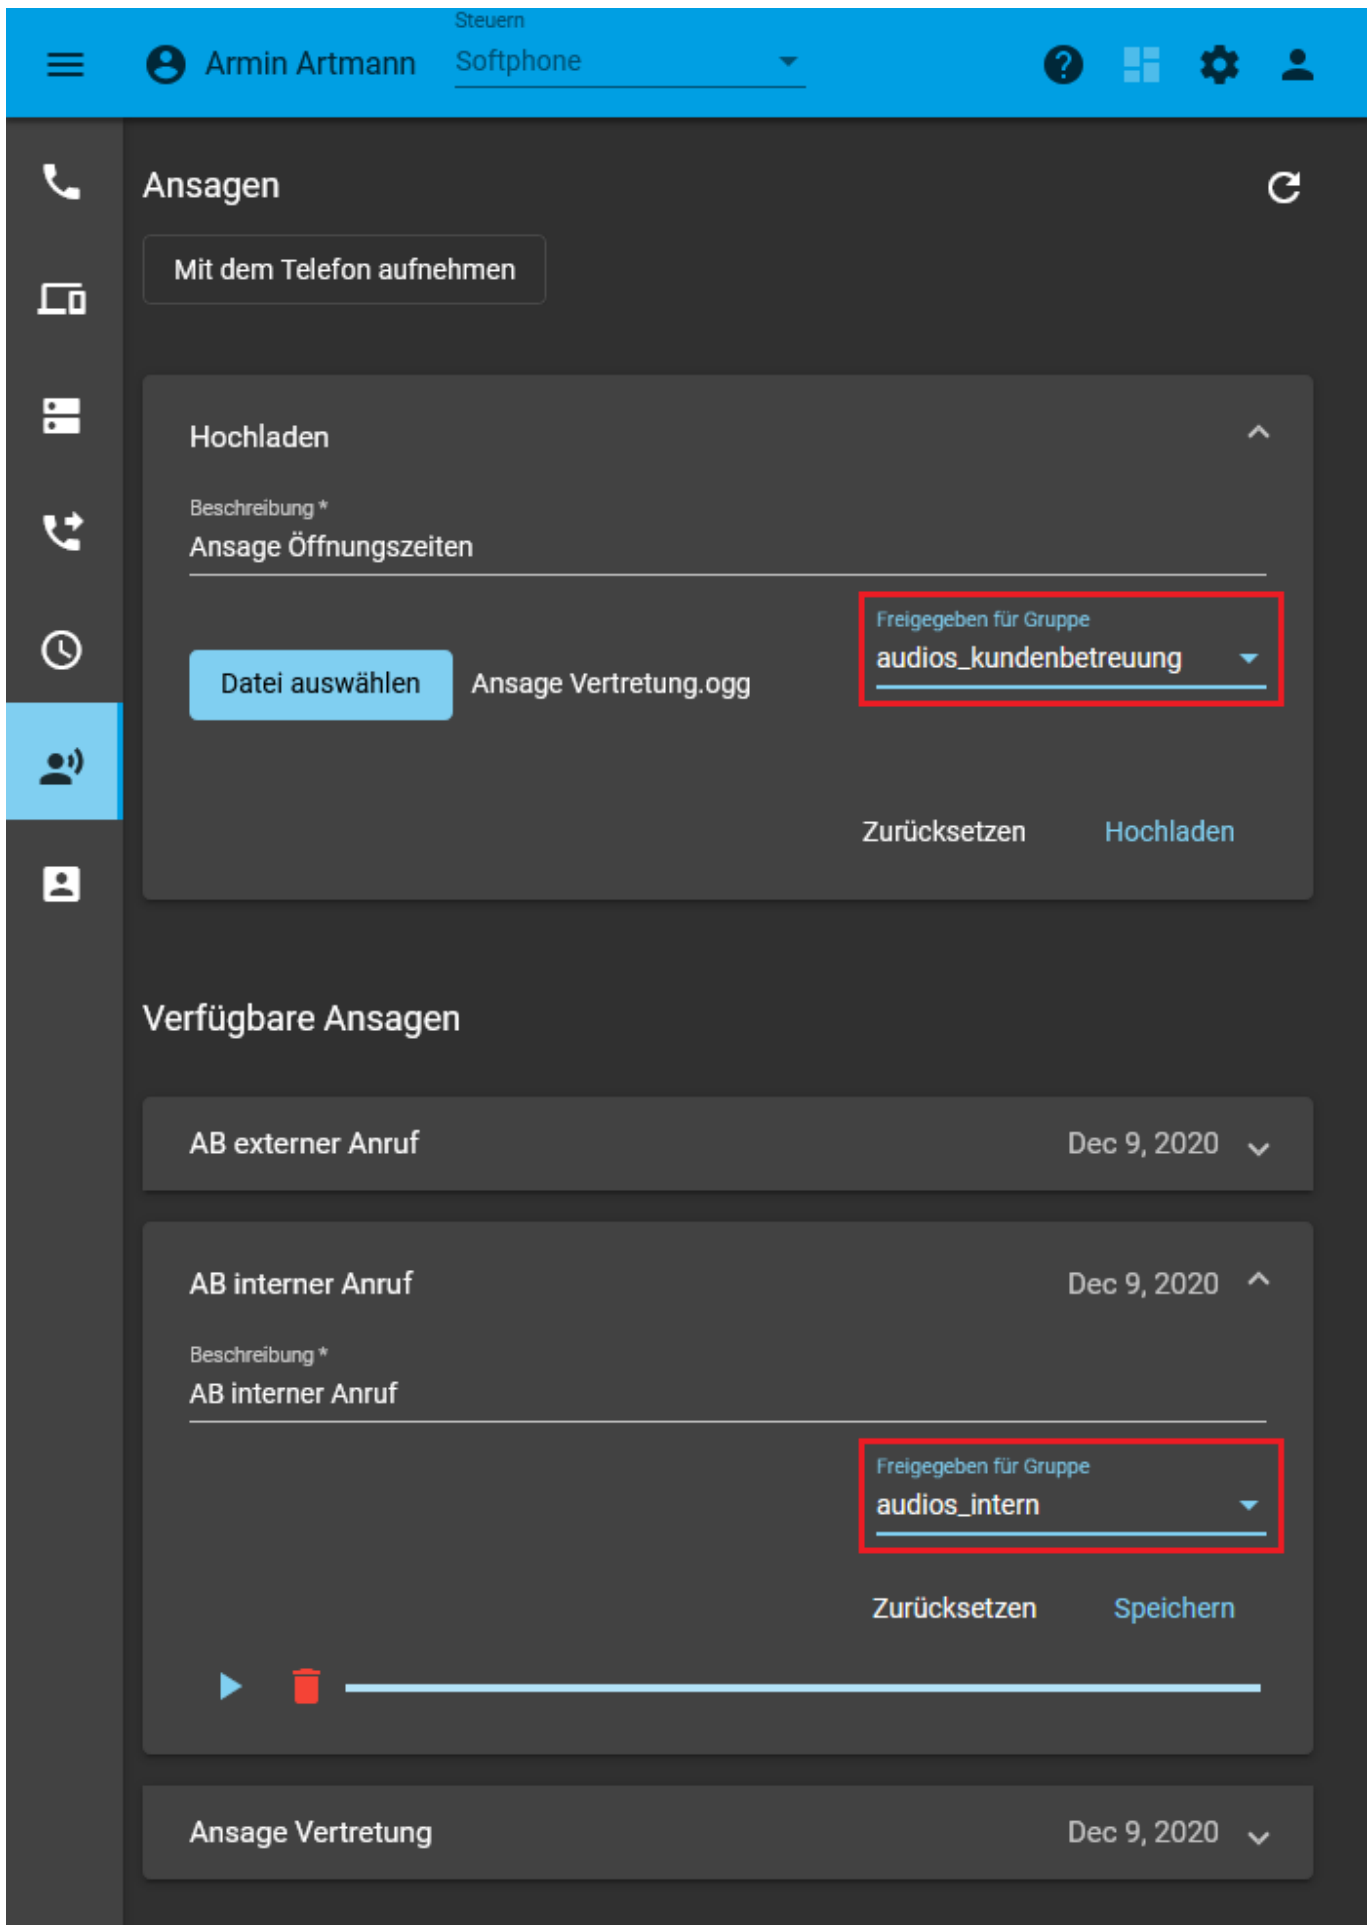 Steuern
Armin Artmann
Softphone
Ansagen
Mit dem Telefon aufnehmen
Hochladen
Beschreibung *
Ansage Öffnungszeiten
Freigegeben für Gruppe
audios_kundenbetreuung
Datei auswählen
Ansage Vertretung.ogg
Zurücksetzen
Hochladen
Verfügbare Ansagen
AB externer Anruf
Dec 9, 2020
AB interner Anruf
Dec 9, 2020
Beschreibung *
AB interner Anruf
Freigegeben für Gruppe
audios_intern
Zurücksetzen
Speichern
Ansage Vertretung
Dec 9, 2020